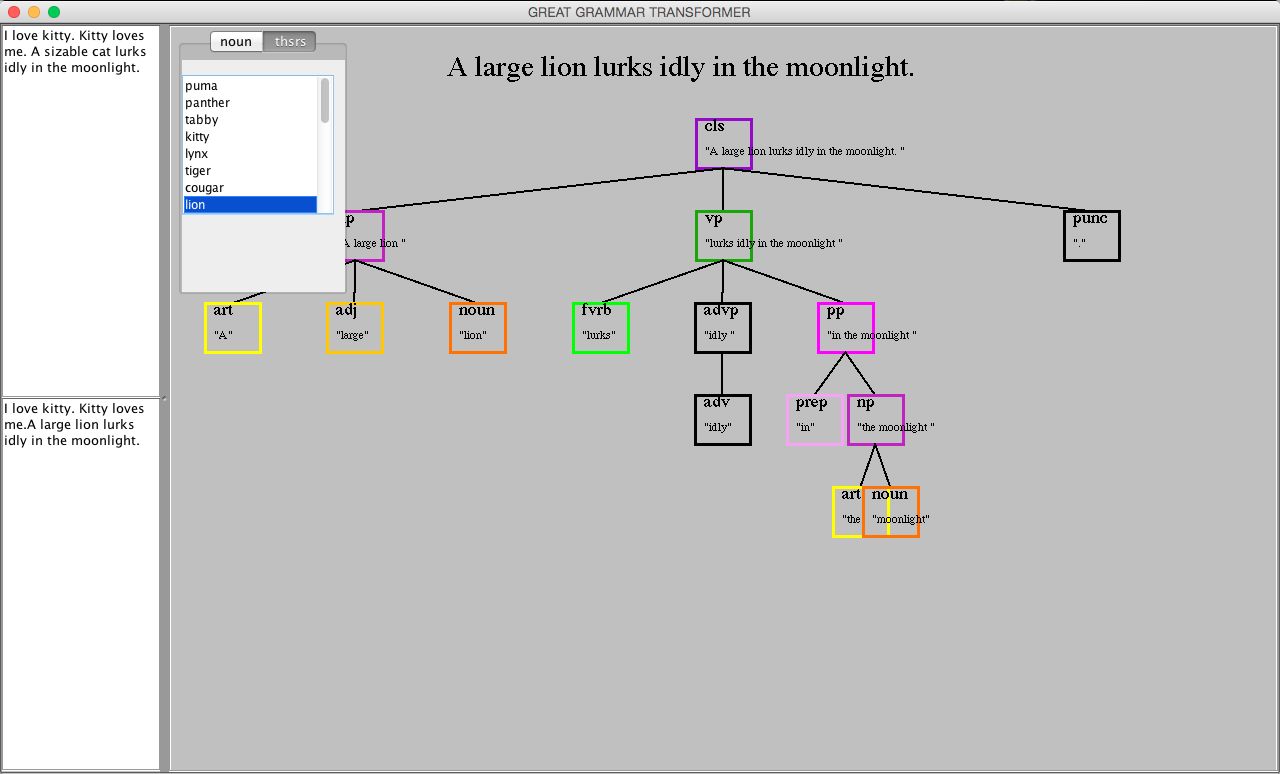 GREAT GRAMMAR TRANSFORMER
I love kitty. Kitty loves
me. A sizable cat lurks
idly in the moonlight.
noun thsrs
puma
panther
tabby
kitty
lynx
tiger
cougar
lion
A large lion lurks idly in the moonlight.
cls
"A large lion lurks idly in the moonlight. "
p vp punc
A large lion " "lurks idly in the moonlight " "."
art adj noun fvrb advp pp
"A" "large" "lion" "lurks" "idly " "in the moonlight "
adv prep np
"idly" "in" "the moonlight "
art noun
"the "moonlight"
I love kitty. Kitty loves
me.A large lion lurks
idly in the moonlight.